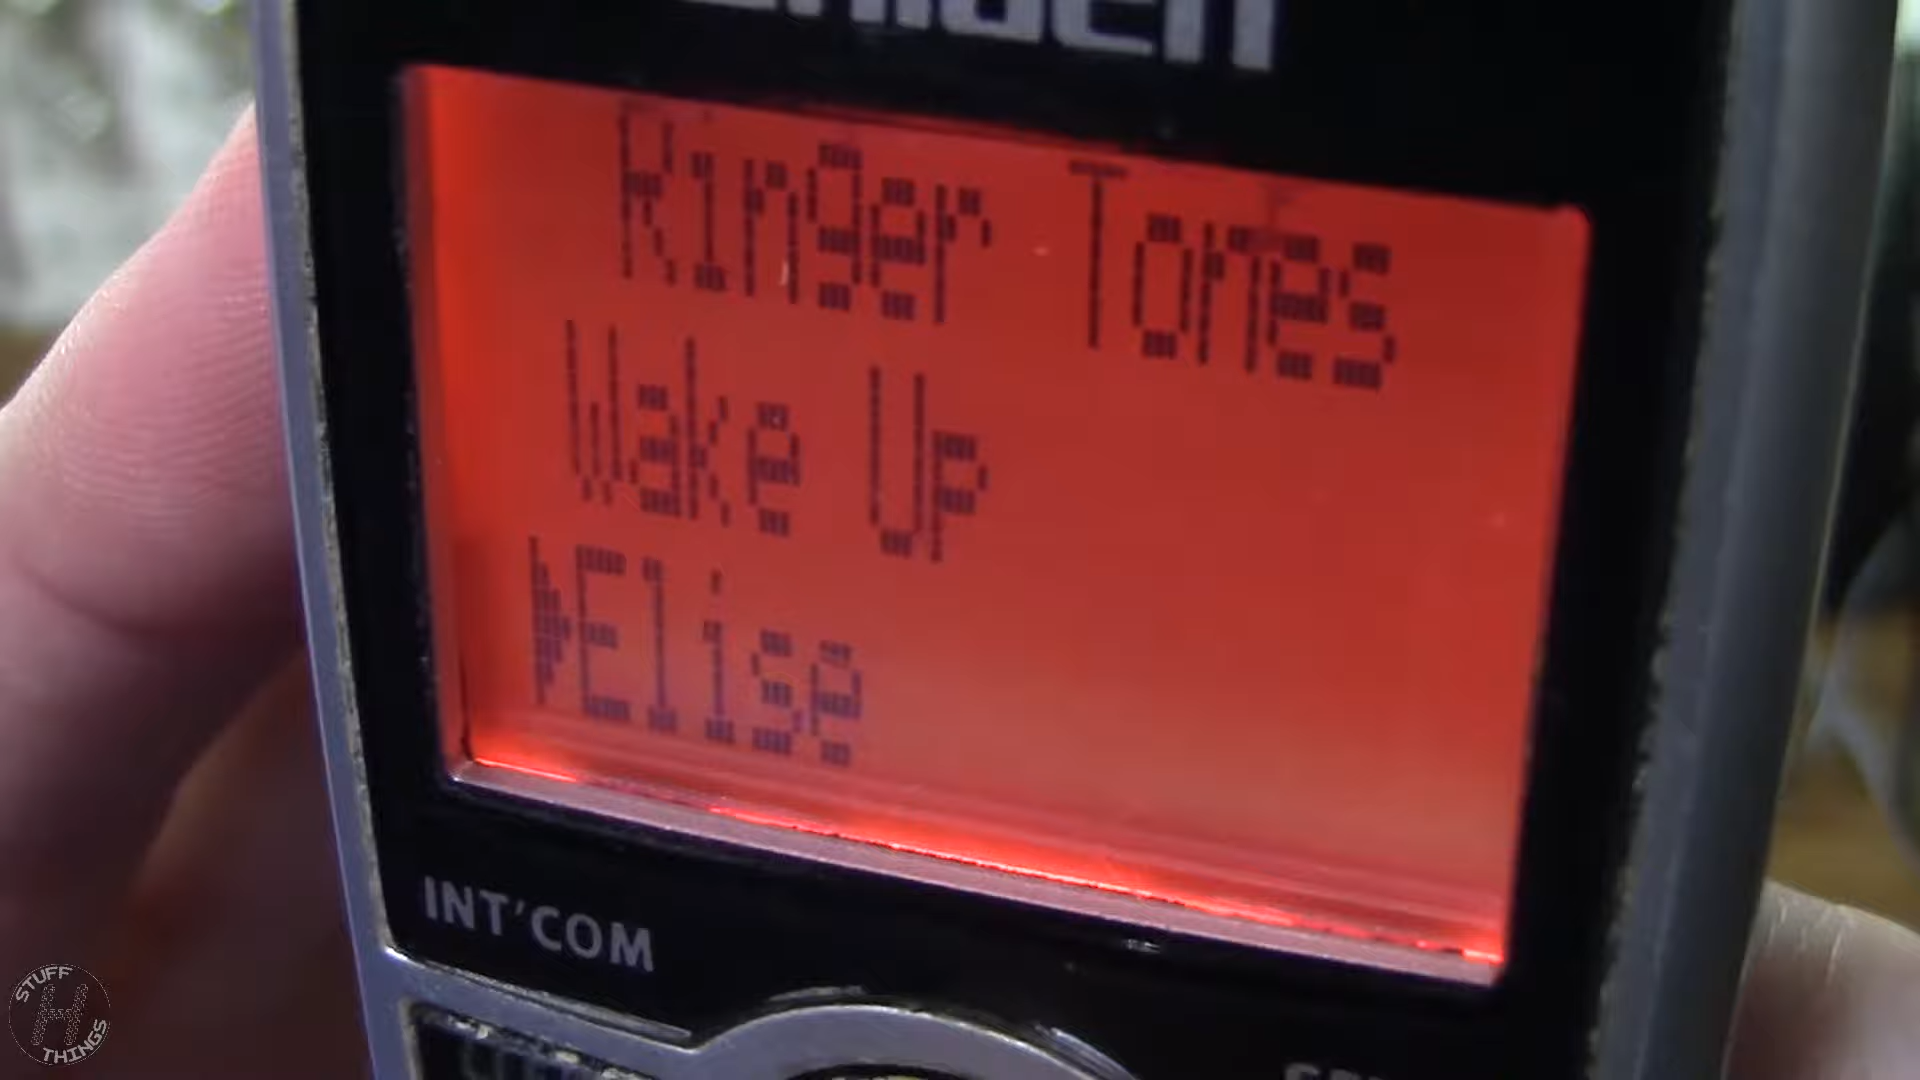 Ringer Tones
Wake Up
▶Elise
INT'COM
STUFF
H
THINGS